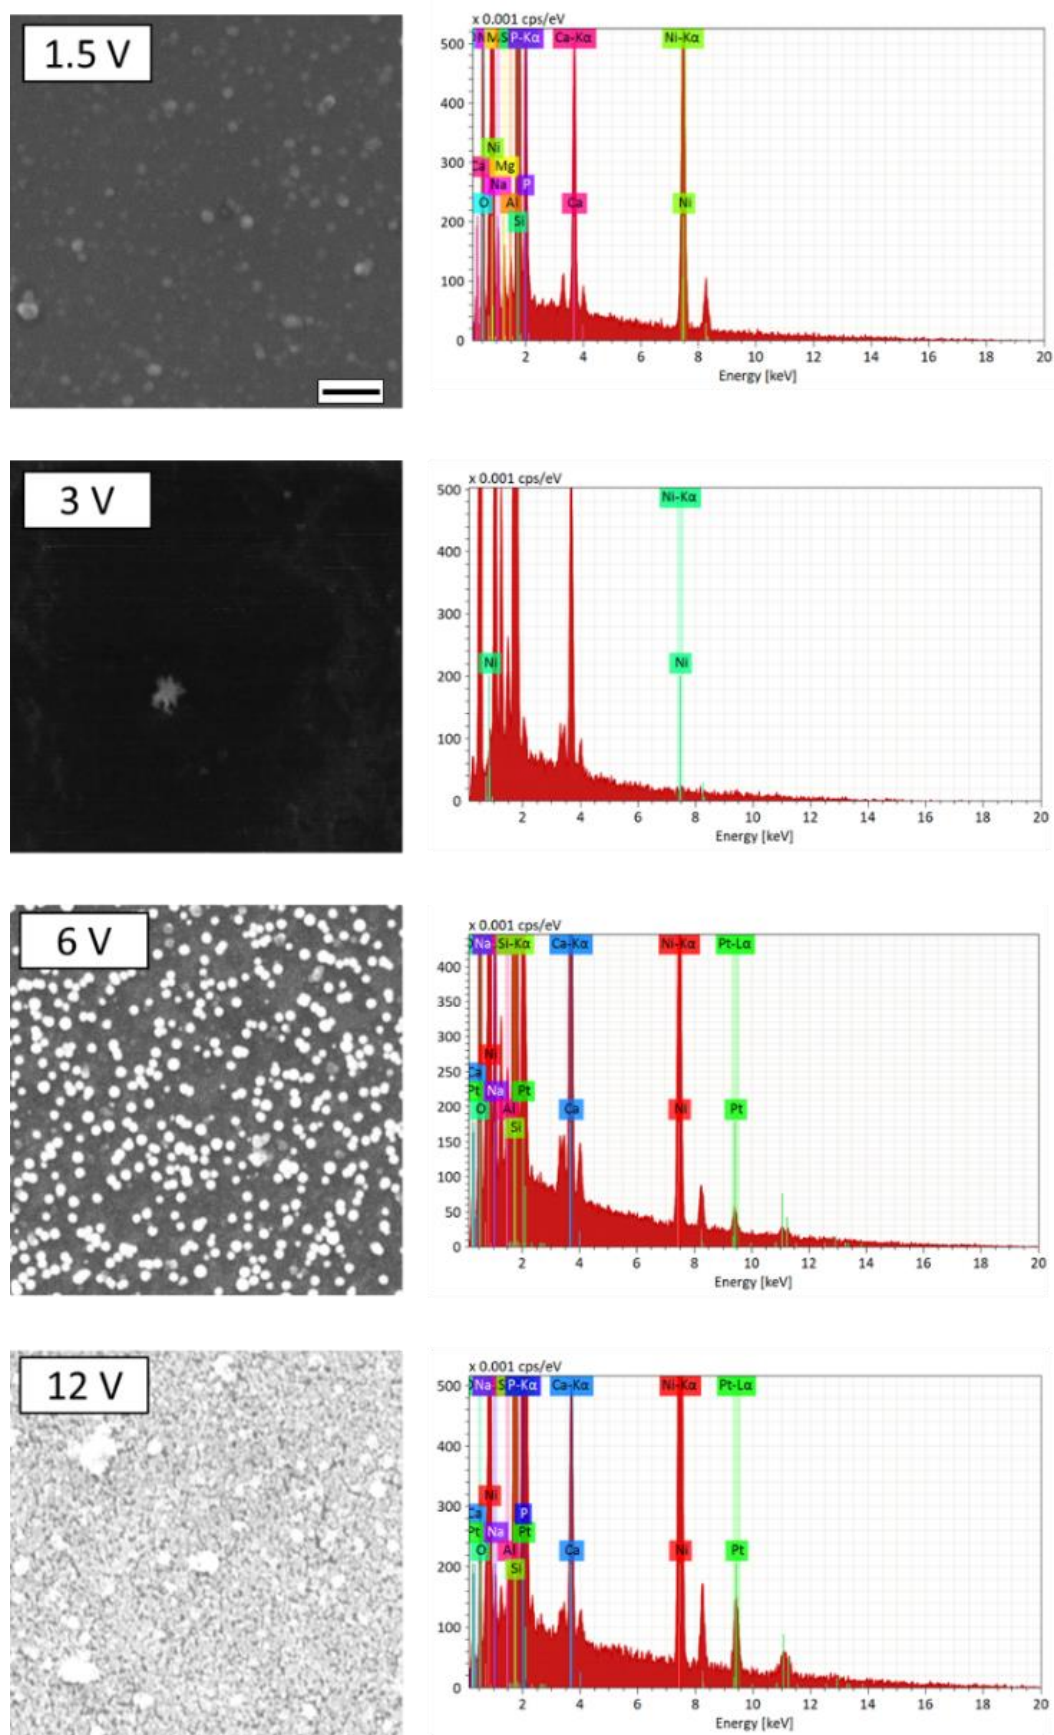 1.5 V
x 0.001 cps/eV
P-Kα Ca-Kα Ni-Kα
500
400
300
200
100
0
Ni
Ca Mg
Na P
O Al Ca Ni
Si
2 4 6 8 10 12 14 16 18 20
Energy [keV]
3 V
x 0.001 cps/eV
Ni-Kα
500
400
300
200
100
0
Ni Ni
2 4 6 8 10 12 14 16 18 20
Energy [keV]
6 V
x 0.001 cps/eV
Na Si-Kα Ca-Kα Ni-Kα Pt-Lα
400
350
300
250
200
150
100
50
0
Ni
Ca
Pt Na Pt
O Al Ca Ni Pt
Si
2 4 6 8 10 12 14 16 18 20
Energy [keV]
12 V
x 0.001 cps/eV
Na S P-Kα Ca-Kα Ni-Kα Pt-Lα
500
400
300
200
100
0
Ni
Ca P
Pt Na Pt
O Al Ca Ni Pt
Si
2 4 6 8 10 12 14 16 18 20
Energy [keV]